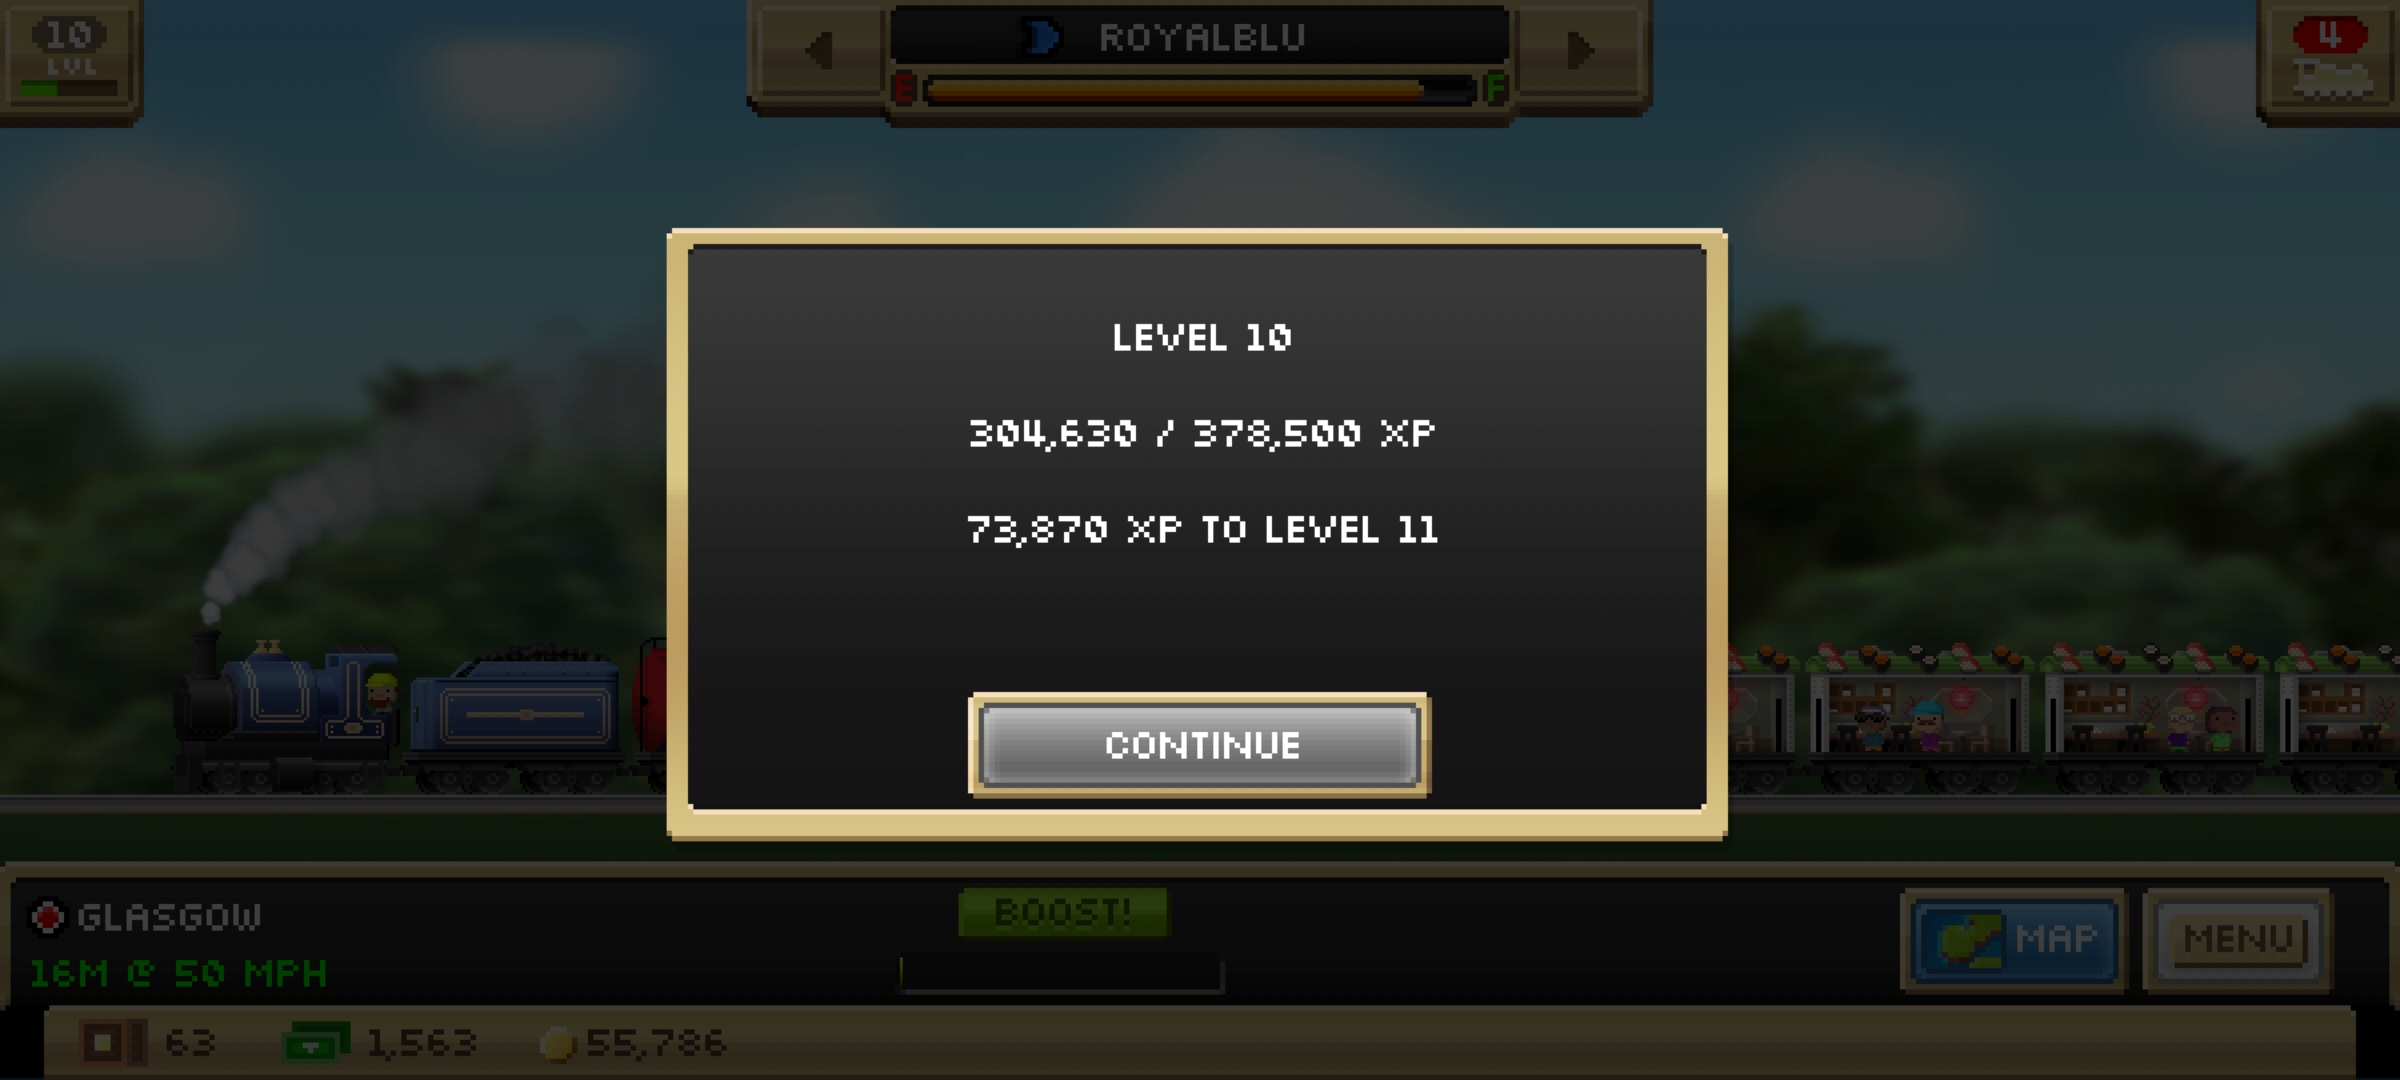 10
LVL
ROYALBLU
E F
4
LEVEL 10
304,630 / 378,500 XP
73,870 XP TO LEVEL 11
CONTINUE
GLASGOW
16M @ 50 MPH
BOOST!
MAP
MENU
63 1,563 55,786